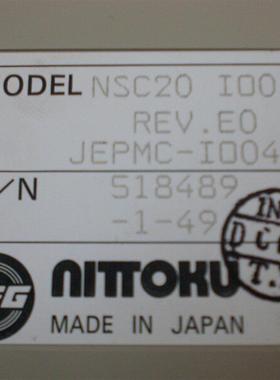 ODEL NSC20 I00
REV.E0
JEPMC-I004
/N 518489
-1-49
NITTOKU
MADE IN JAPAN